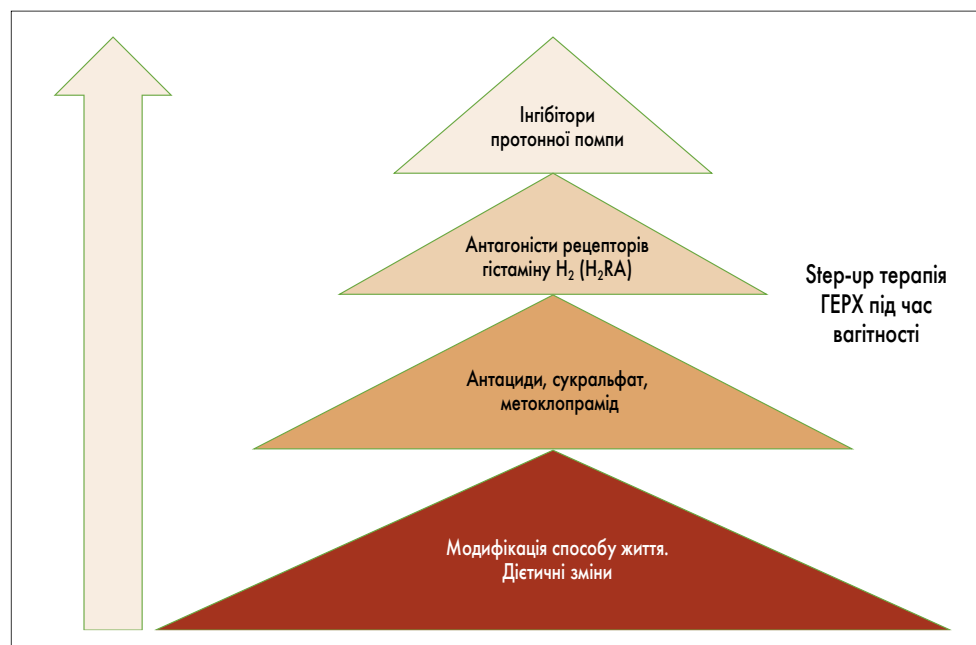 Інгібітори
протонної помпи
Антагоністи рецепторів
гістаміну H₂ (H₂RA)
Step-up терапія
ГЕРХ під час
вагітності
Антациди, сукральфат,
метоклопрамід
Модифікація способу життя.
Дієтичні зміни